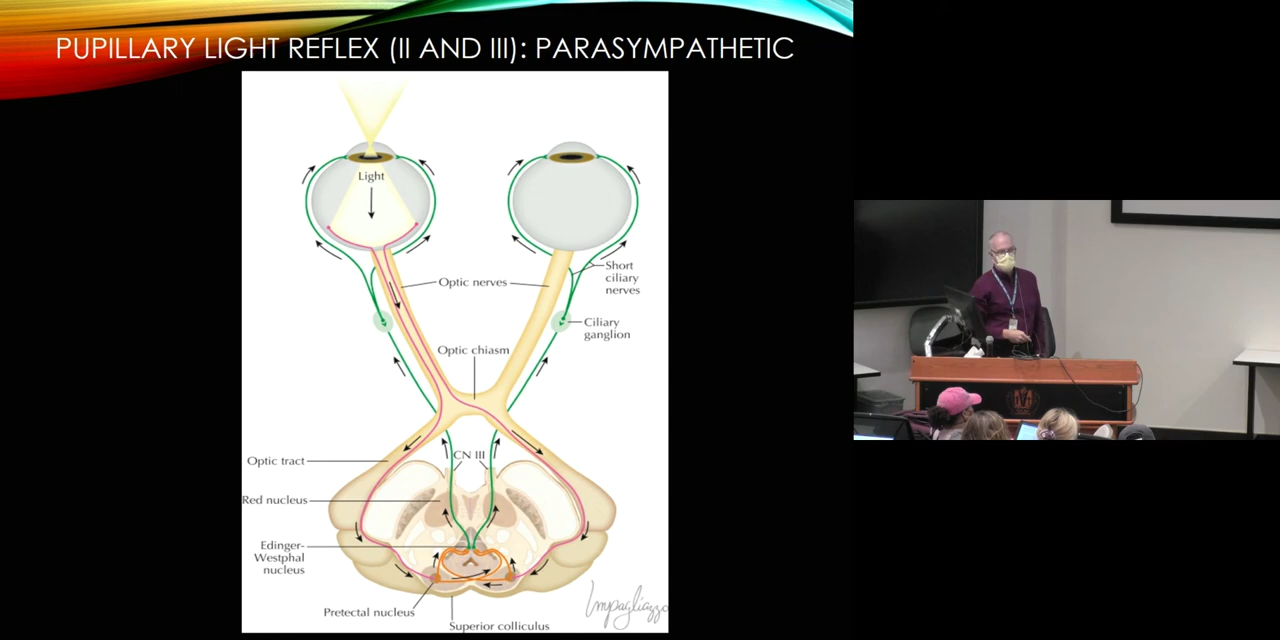 PUPILLARY LIGHT REFLEX (II AND III): PARASYMPATHETIC
Light
Optic nerves
Short
ciliary
nerves
Ciliary
ganglion
Optic chiasm
CN III
Optic tract
Red nucleus
Edinger-
Westphal
nucleus
Pretectal nucleus
Superior colliculus
Impagliazzo